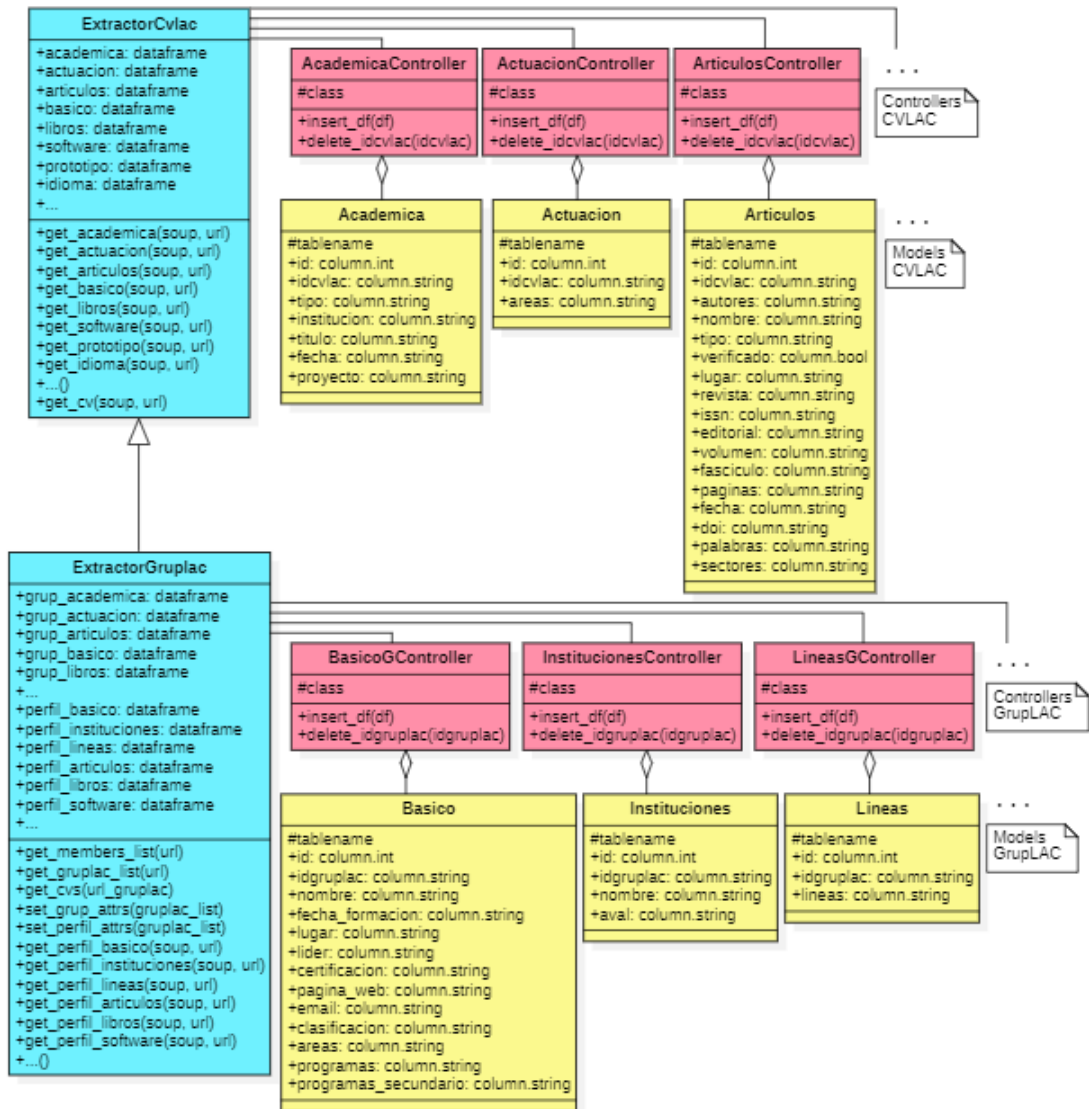 ExtractorCvlac
+academica: dataframe
+actuacion: dataframe
+articulos: dataframe
+basico: dataframe
+libros: dataframe
+software: dataframe
+prototipo: dataframe
+idioma: dataframe
+...
+get_academica(soup, url)
+get_actuacion(soup, url)
+get_articulos(soup, url)
+get_basico(soup, url)
+get_libros(soup, url)
+get_software(soup, url)
+get_prototipo(soup, url)
+get_idioma(soup, url)
+...()
+get_cv(soup, url)
AcademicaController
#class
+insert_df(df)
+delete_idcvlac(idcvlac)
ActuacionController
#class
+insert_df(df)
+delete_idcvlac(idcvlac)
ArticulosController
#class
+insert_df(df)
+delete_idcvlac(idcvlac)
. . .
Controllers
CVLAC
Academica
#tablename
+id: column.int
+idcvlac: column.string
+tipo: column.string
+institucion: column.string
+titulo: column.string
+fecha: column.string
+proyecto: column.string
Actuacion
#tablename
+id: column.int
+idcvlac: column.string
+areas: column.string
Articulos
#tablename
+id: column.int
+idcvlac: column.string
+autores: column.string
+nombre: column.string
+tipo: column.string
+verificado: column.bool
+lugar: column.string
+revista: column.string
+issn: column.string
+editorial: column.string
+volumen: column.string
+fasciculo: column.string
+paginas: column.string
+fecha: column.string
+doi: column.string
+palabras: column.string
+sectores: column.string
. . .
Models
CVLAC
ExtractorGruplac
+grup_academica: dataframe
+grup_actuacion: dataframe
+grup_articulos: dataframe
+grup_basico: dataframe
+grup_libros: dataframe
+...
+perfil_basico: dataframe
+perfil_instituciones: dataframe
+perfil_lineas: dataframe
+perfil_articulos: dataframe
+perfil_libros: dataframe
+perfil_software: dataframe
+...
+get_members_list(url)
+get_gruplac_list(url)
+get_cvs(url_gruplac)
+set_grup_attrs(gruplac_list)
+set_perfil_attrs(gruplac_list)
+get_perfil_basico(soup, url)
+get_perfil_instituciones(soup, url)
+get_perfil_lineas(soup, url)
+get_perfil_articulos(soup, url)
+get_perfil_libros(soup, url)
+get_perfil_software(soup, url)
+...()
BasicoGController
#class
+insert_df(df)
+delete_idgruplac(idgruplac)
InstitucionesController
#class
+insert_df(df)
+delete_idgruplac(idgruplac)
LineasGController
#class
+insert_df(df)
+delete_idgruplac(idgruplac)
. . .
Controllers
GrupLAC
Basico
#tablename
+id: column.int
+idgruplac: column.string
+nombre: column.string
+fecha_formacion: column.string
+lugar: column.string
+lider: column.string
+certificacion: column.string
+pagina_web: column.string
+email: column.string
+clasificacion: column.string
+areas: column.string
+programas: column.string
+programas_secundario: column.string
Instituciones
#tablename
+id: column.int
+idgruplac: column.string
+nombre: column.string
+aval: column.string
Lineas
#tablename
+id: column.int
+idgruplac: column.string
+lineas: column.string
. . .
Models
GrupLAC